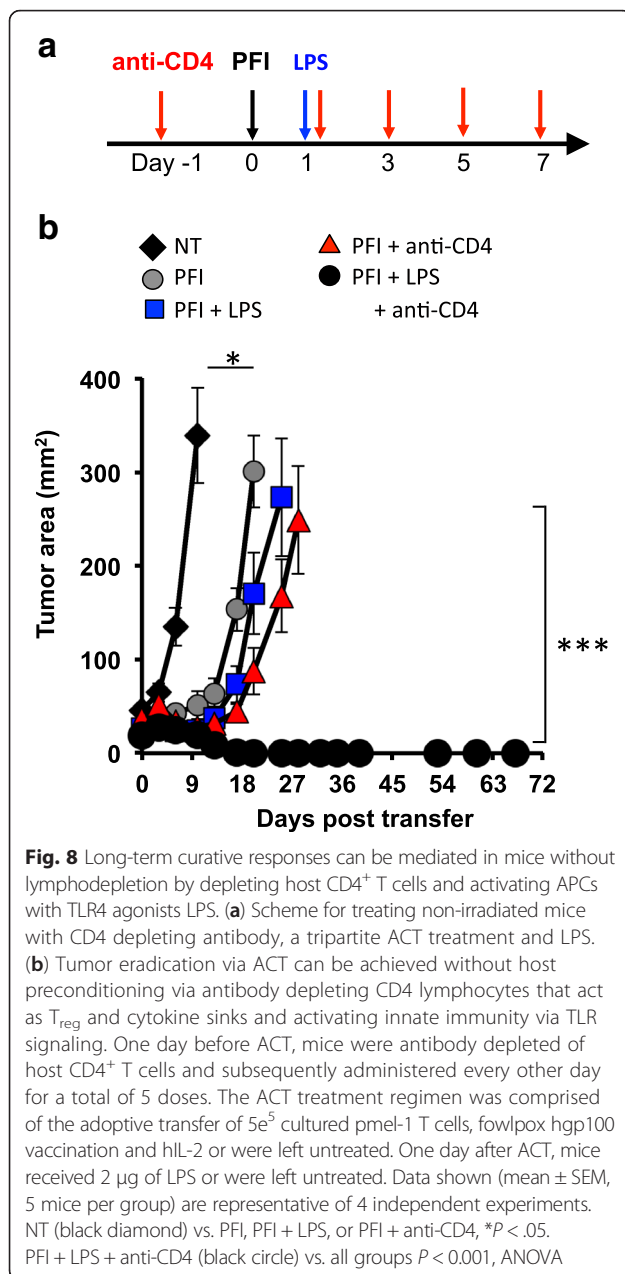 a
anti-CD4 PFI LPS
Day -1 0 1 3 5 7
b
NT
PFI
PFI + LPS
PFI + anti-CD4
PFI + LPS
+ anti-CD4
*
400
300
200
100
0
Tumor area (mm²)
***
0 9 18 27 36 45 54 63 72
Days post transfer
Fig. 8 Long-term curative responses can be mediated in mice without
lymphodepletion by depleting host CD4⁺ T cells and activating APCs
with TLR4 agonists LPS. (a) Scheme for treating non-irradiated mice
with CD4 depleting antibody, a tripartite ACT treatment and LPS.
(b) Tumor eradication via ACT can be achieved without host
preconditioning via antibody depleting CD4 lymphocytes that act
as Treg and cytokine sinks and activating innate immunity via TLR
signaling. One day before ACT, mice were antibody depleted of
host CD4⁺ T cells and subsequently administered every other day
for a total of 5 doses. The ACT treatment regimen was comprised
of the adoptive transfer of 5e⁵ cultured pmel-1 T cells, fowlpox hgp100
vaccination and hIL-2 or were left untreated. One day after ACT, mice
received 2 μg of LPS or were left untreated. Data shown (mean ± SEM,
5 mice per group) are representative of 4 independent experiments.
NT (black diamond) vs. PFI, PFI + LPS, or PFI + anti-CD4, *P < .05.
PFI + LPS + anti-CD4 (black circle) vs. all groups P < 0.001, ANOVA